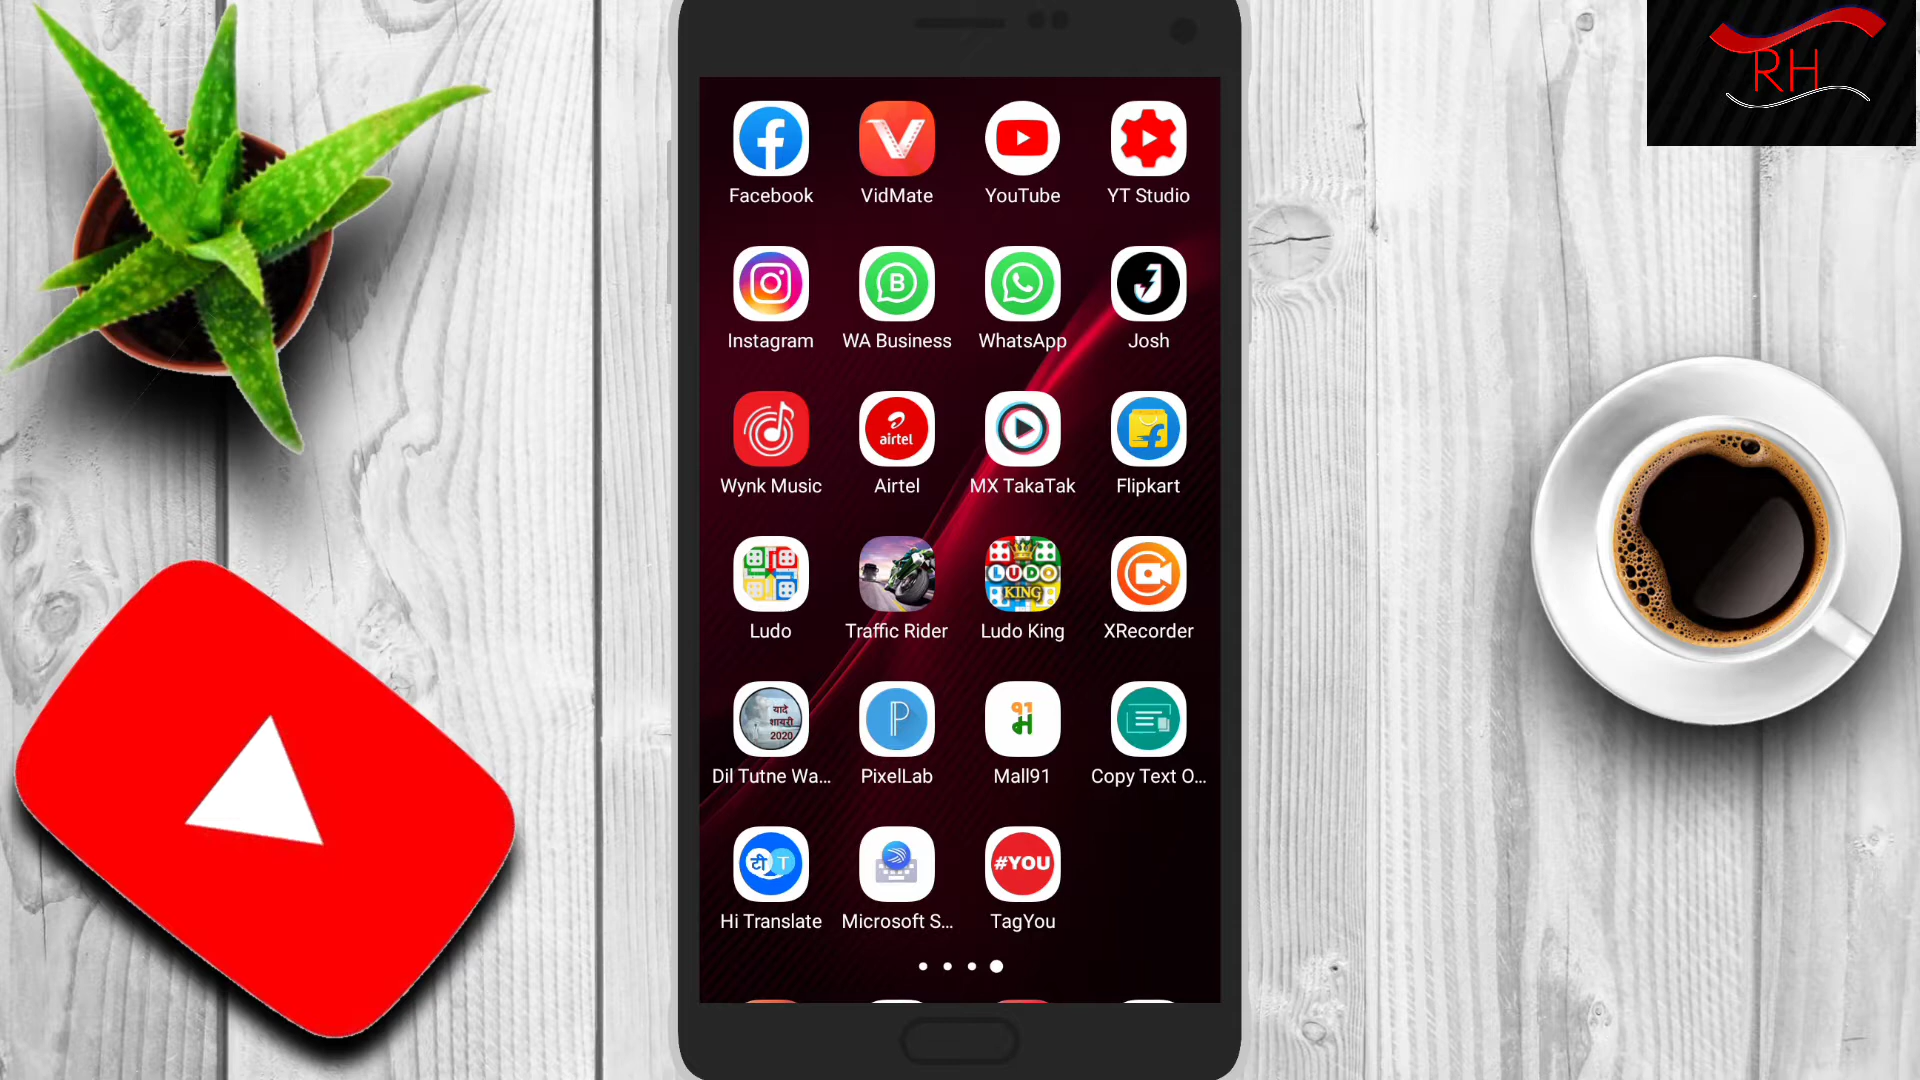 RH
Facebook VidMate YouTube YT Studio
Instagram WA Business WhatsApp Josh
airtel
Wynk Music Airtel MX TakaTak Flipkart
LUDO
KING
Ludo Traffic Rider Ludo King XRecorder
यादे
शायरी
2020
९१
म
Dil Tutne Wa... PixelLab Mall91 Copy Text O...
टी T #YOU
Hi Translate Microsoft S... TagYou